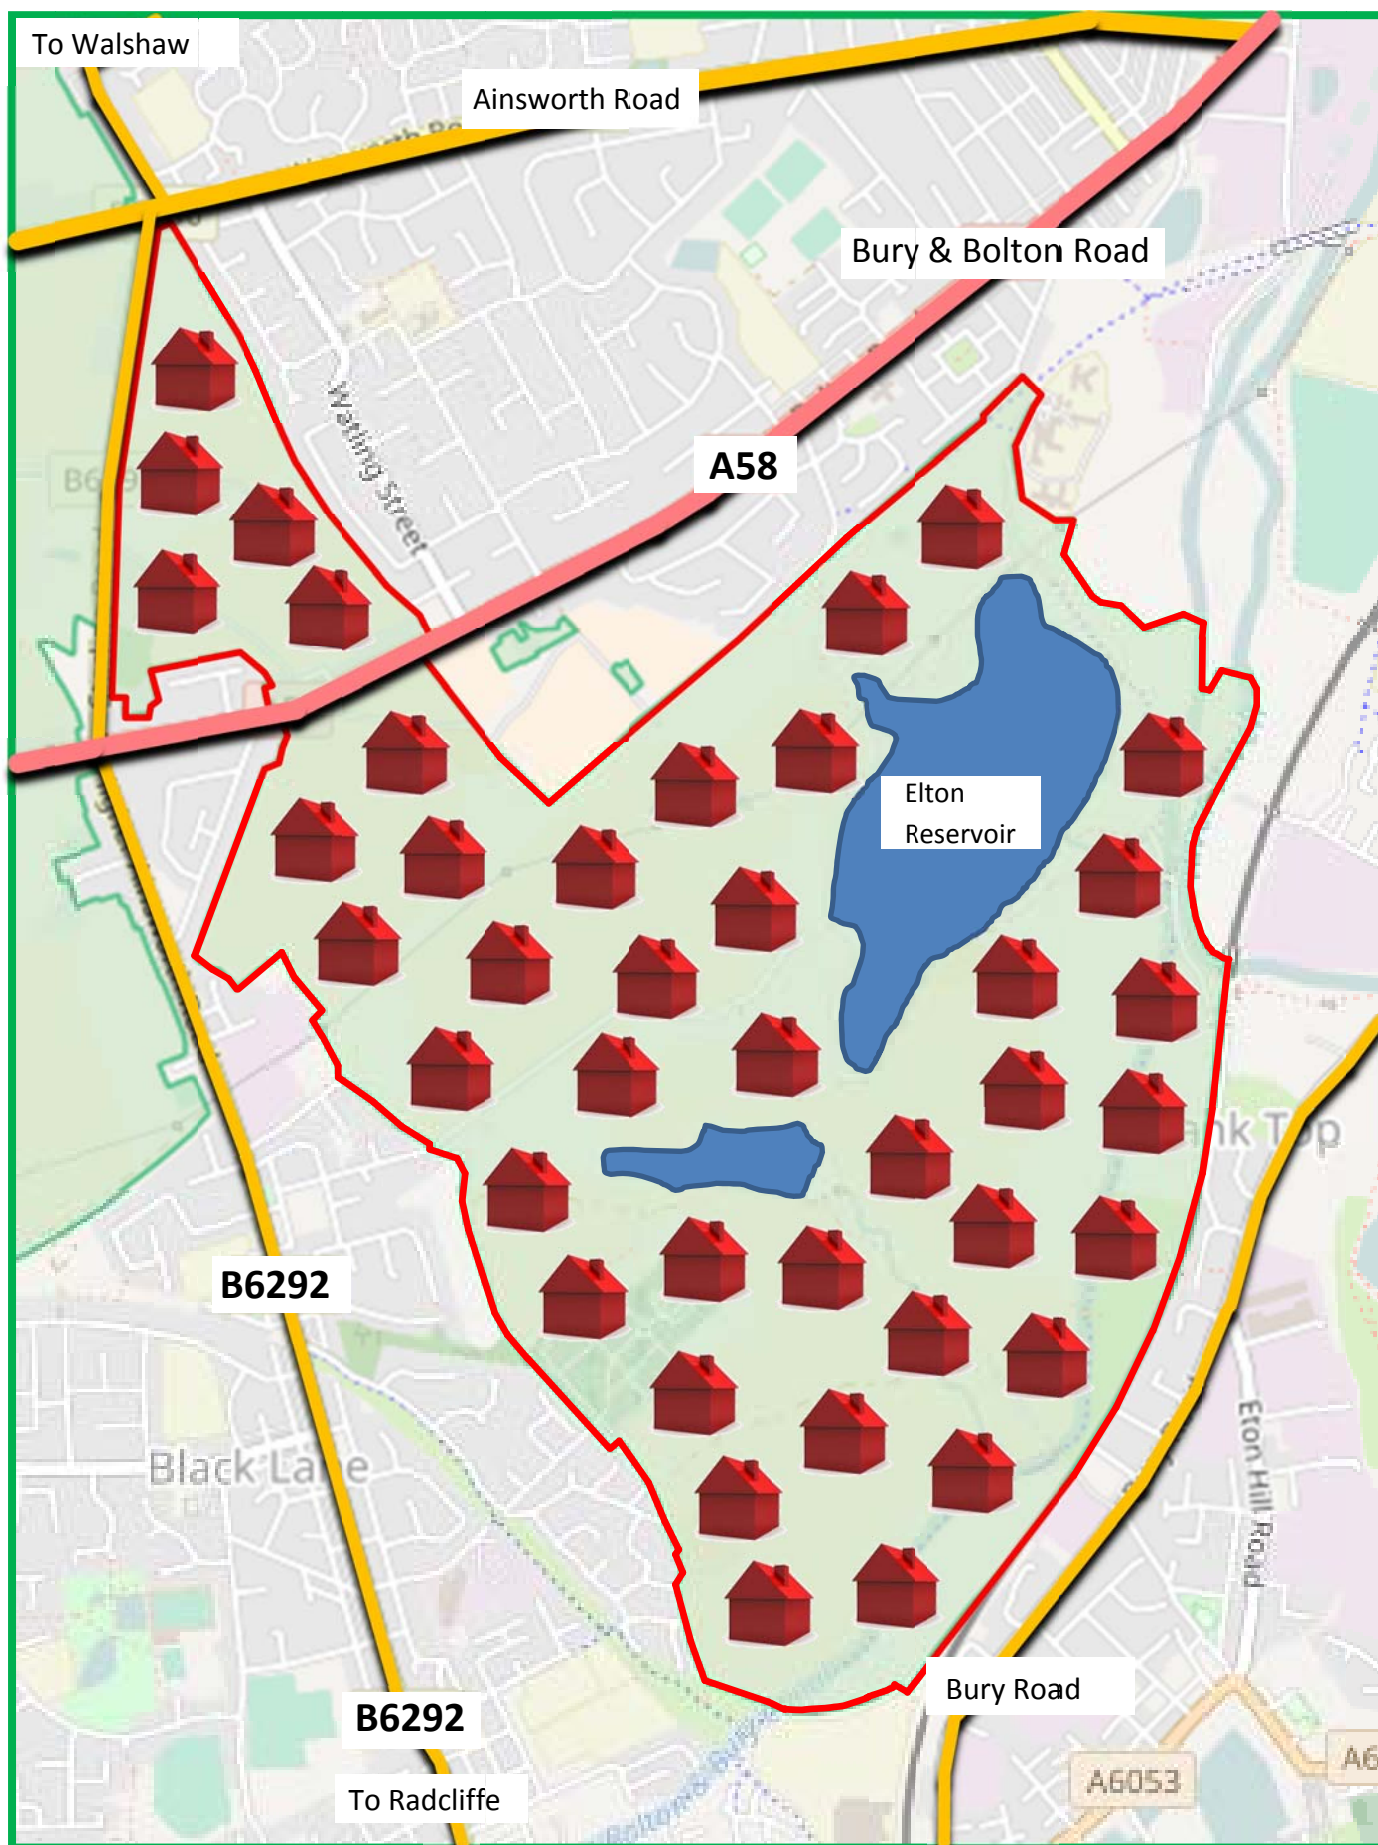 To Walshaw
Ainsworth Road
Bury & Bolton Road
Watling Street
A58
Elton
Reservoir
B6292
Black Lane
Eton Hill Road
B6292
Bury Road
A6053
To Radcliffe